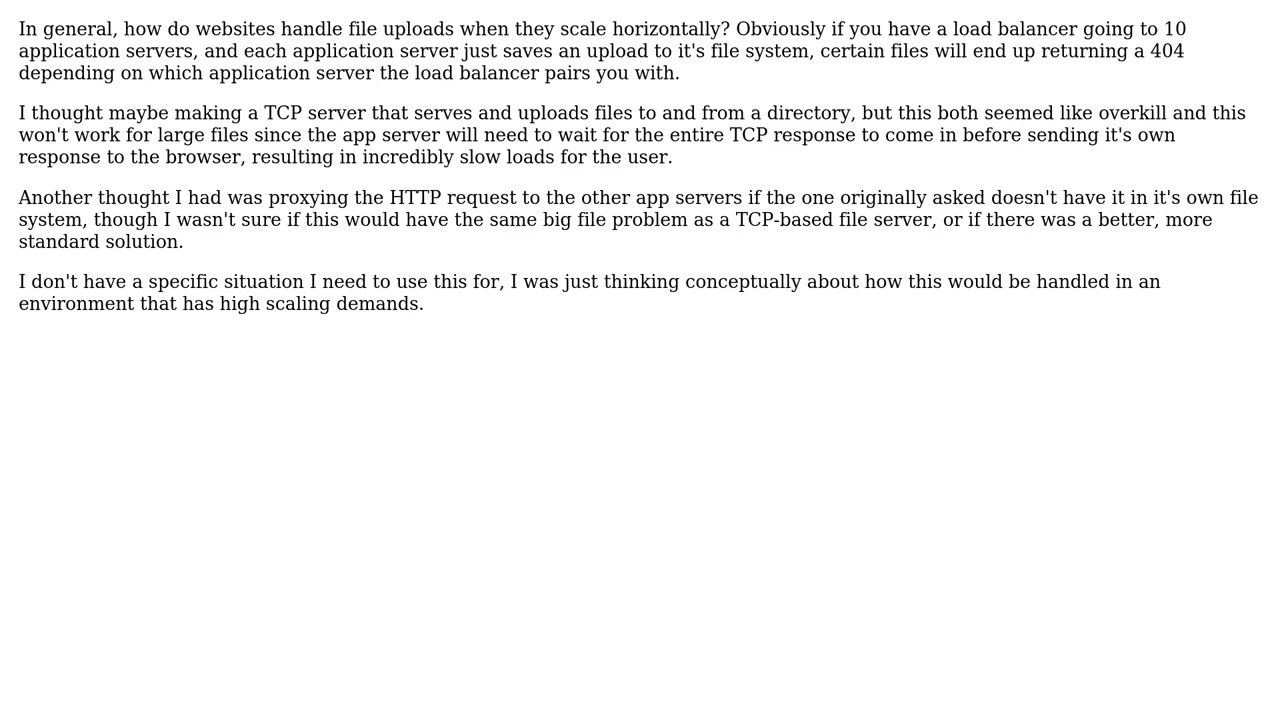 In general, how do websites handle file uploads when they scale horizontally? Obviously if you have a load balancer going to 10
application servers, and each application server just saves an upload to it's file system, certain files will end up returning a 404
depending on which application server the load balancer pairs you with.
I thought maybe making a TCP server that serves and uploads files to and from a directory, but this both seemed like overkill and this
won't work for large files since the app server will need to wait for the entire TCP response to come in before sending it's own
response to the browser, resulting in incredibly slow loads for the user.
Another thought I had was proxying the HTTP request to the other app servers if the one originally asked doesn't have it in it's own file
system, though I wasn't sure if this would have the same big file problem as a TCP-based file server, or if there was a better, more
standard solution.
I don't have a specific situation I need to use this for, I was just thinking conceptually about how this would be handled in an
environment that has high scaling demands.